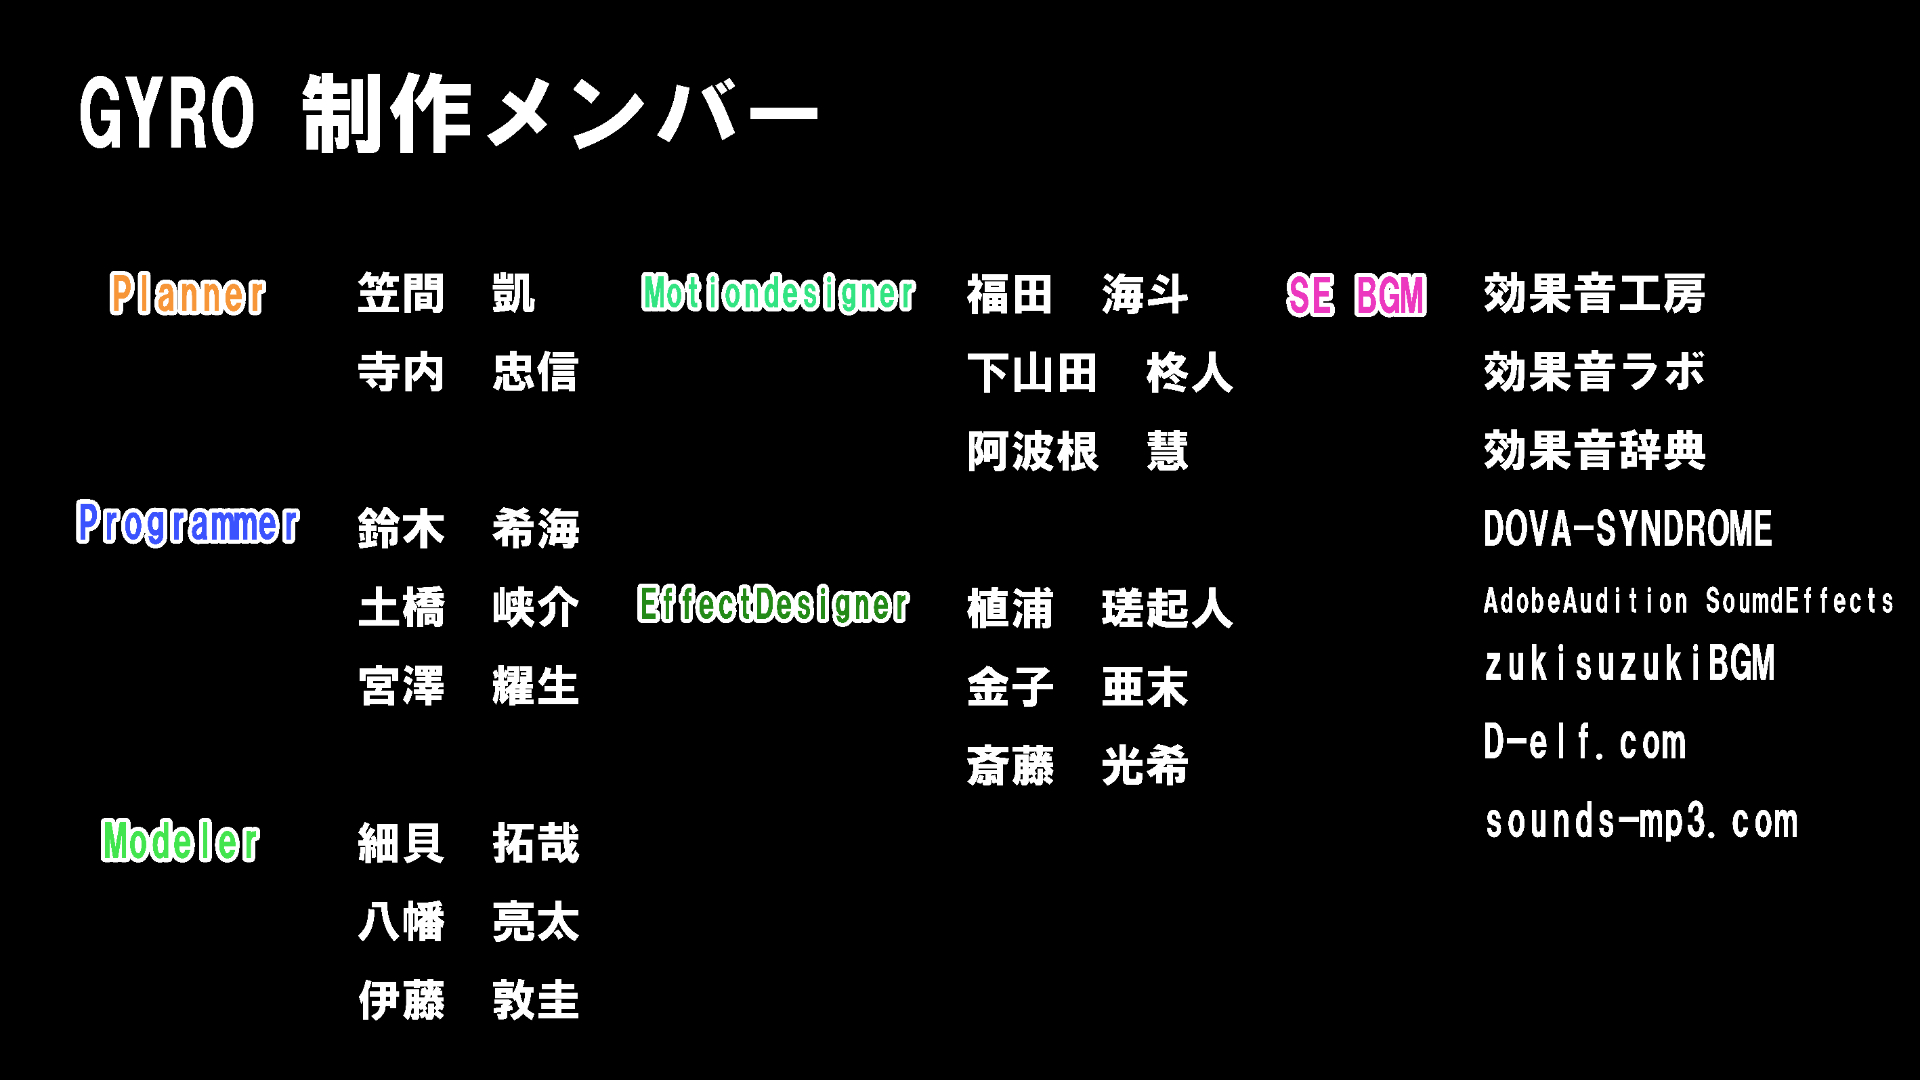 GYRO 制作メンバー
Planner
笠間 凱
寺内 忠信
Programmer
鈴木 希海
土橋 峡介
宮澤 耀生
Modeler
細貝 拓哉
八幡 亮太
伊藤 敦圭
Motiondesigner
福田 海斗
下山田 柊人
阿波根 慧
EffectDesigner
植浦 瑳起人
金子 亜末
斎藤 光希
SE BGM
効果音工房
効果音ラボ
効果音辞典
DOVA-SYNDROME
AdobeAudition SoumdEffects
zukisuzukiBGM
D-elf.com
sounds-mp3.com